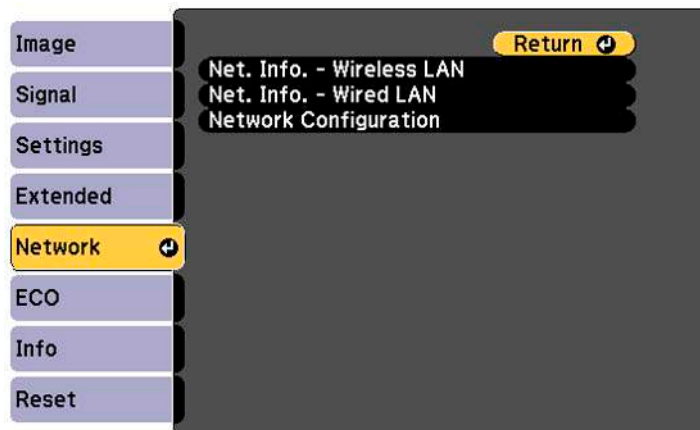 Image
Signal
Settings
Extended
Network
ECO
Info
Reset
Return
Net. Info. - Wireless LAN
Net. Info. - Wired LAN
Network Configuration